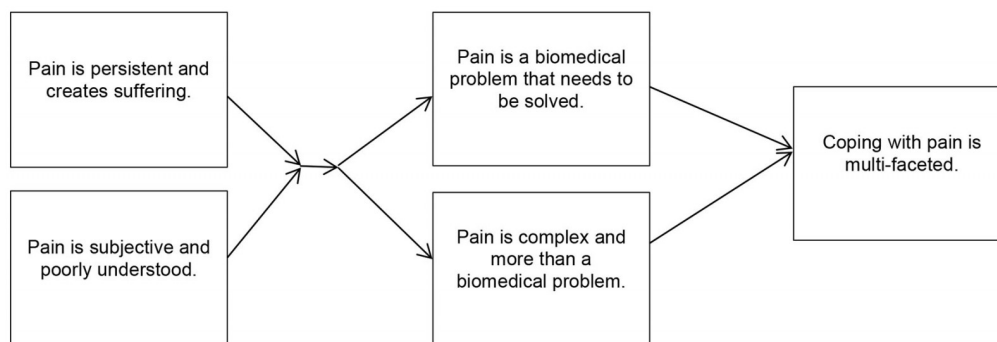 Pain is persistent and
creates suffering.
Pain is subjective and
poorly understood.
Pain is a biomedical
problem that needs to
be solved.
Pain is complex and
more than a
biomedical problem.
Coping with pain is
multi-faceted.